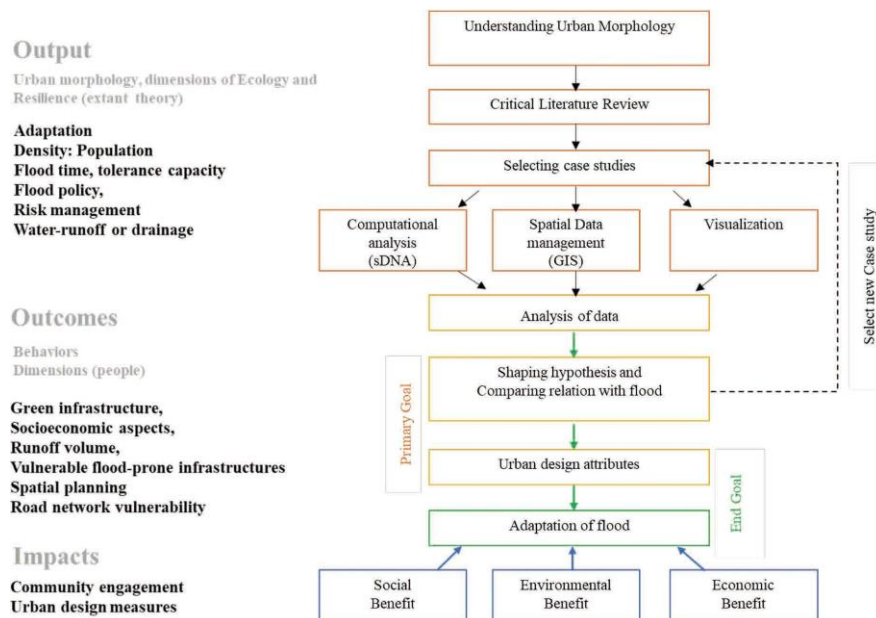 Output
Urban morphology, dimensions of Ecology and
Resilience (extant theory)
Adaptation
Density: Population
Flood time, tolerance capacity
Flood policy,
Risk management
Water-runoff or drainage
Outcomes
Behaviors
Dimensions (people)
Green infrastructure,
Socioeconomic aspects,
Runoff volume,
Vulnerable flood-prone infrastructures
Spatial planning
Road network vulnerability
Impacts
Community engagement
Urban design measures
Understanding Urban Morphology
Critical Literature Review
Selecting case studies
Computational
analysis
(sDNA)
Spatial Data
management
(GIS)
Visualization
Analysis of data
Shaping hypothesis and
Comparing relation with flood
Urban design attributes
Adaptation of flood
Social
Benefit
Environmental
Benefit
Economic
Benefit
Primary Goal
End Goal
Select new Case study